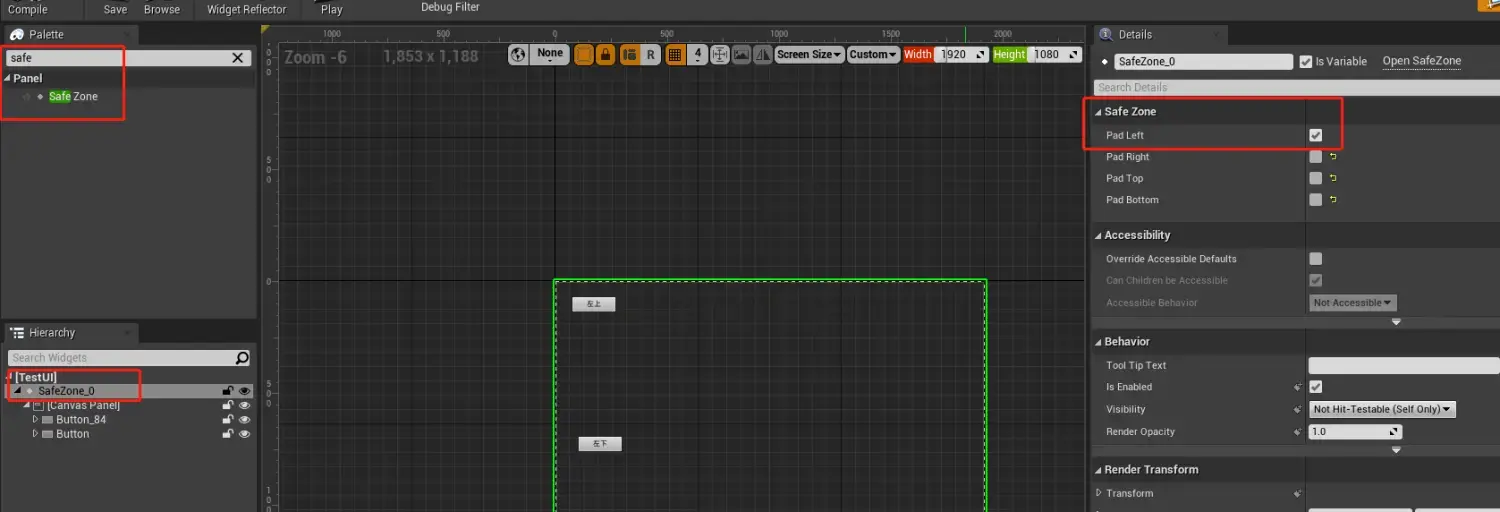 Compile Save Browse Widget Reflector Play Debug Filter
Palette
safe
Panel
Safe Zone
Hierarchy
Search Widgets
[TestUI]
SafeZone_0
[Canvas Panel]
Button_84
Button
1000 500 0 500 1000 1500 2000
Zoom -6 1,853 x 1,188 None R 4 Screen Size Custom Width 1920 Height 1080
500
0
500
左上
左下
Details
SafeZone_0 Is Variable Open SafeZone
Search Details
Safe Zone
Pad Left
Pad Right
Pad Top
Pad Bottom
Accessibility
Override Accessible Defaults
Can Children be Accessible
Accessible Behavior Not Accessible
Behavior
Tool Tip Text
Is Enabled
Visibility Not Hit-Testable (Self Only)
Render Opacity 1.0
Render Transform
Transform